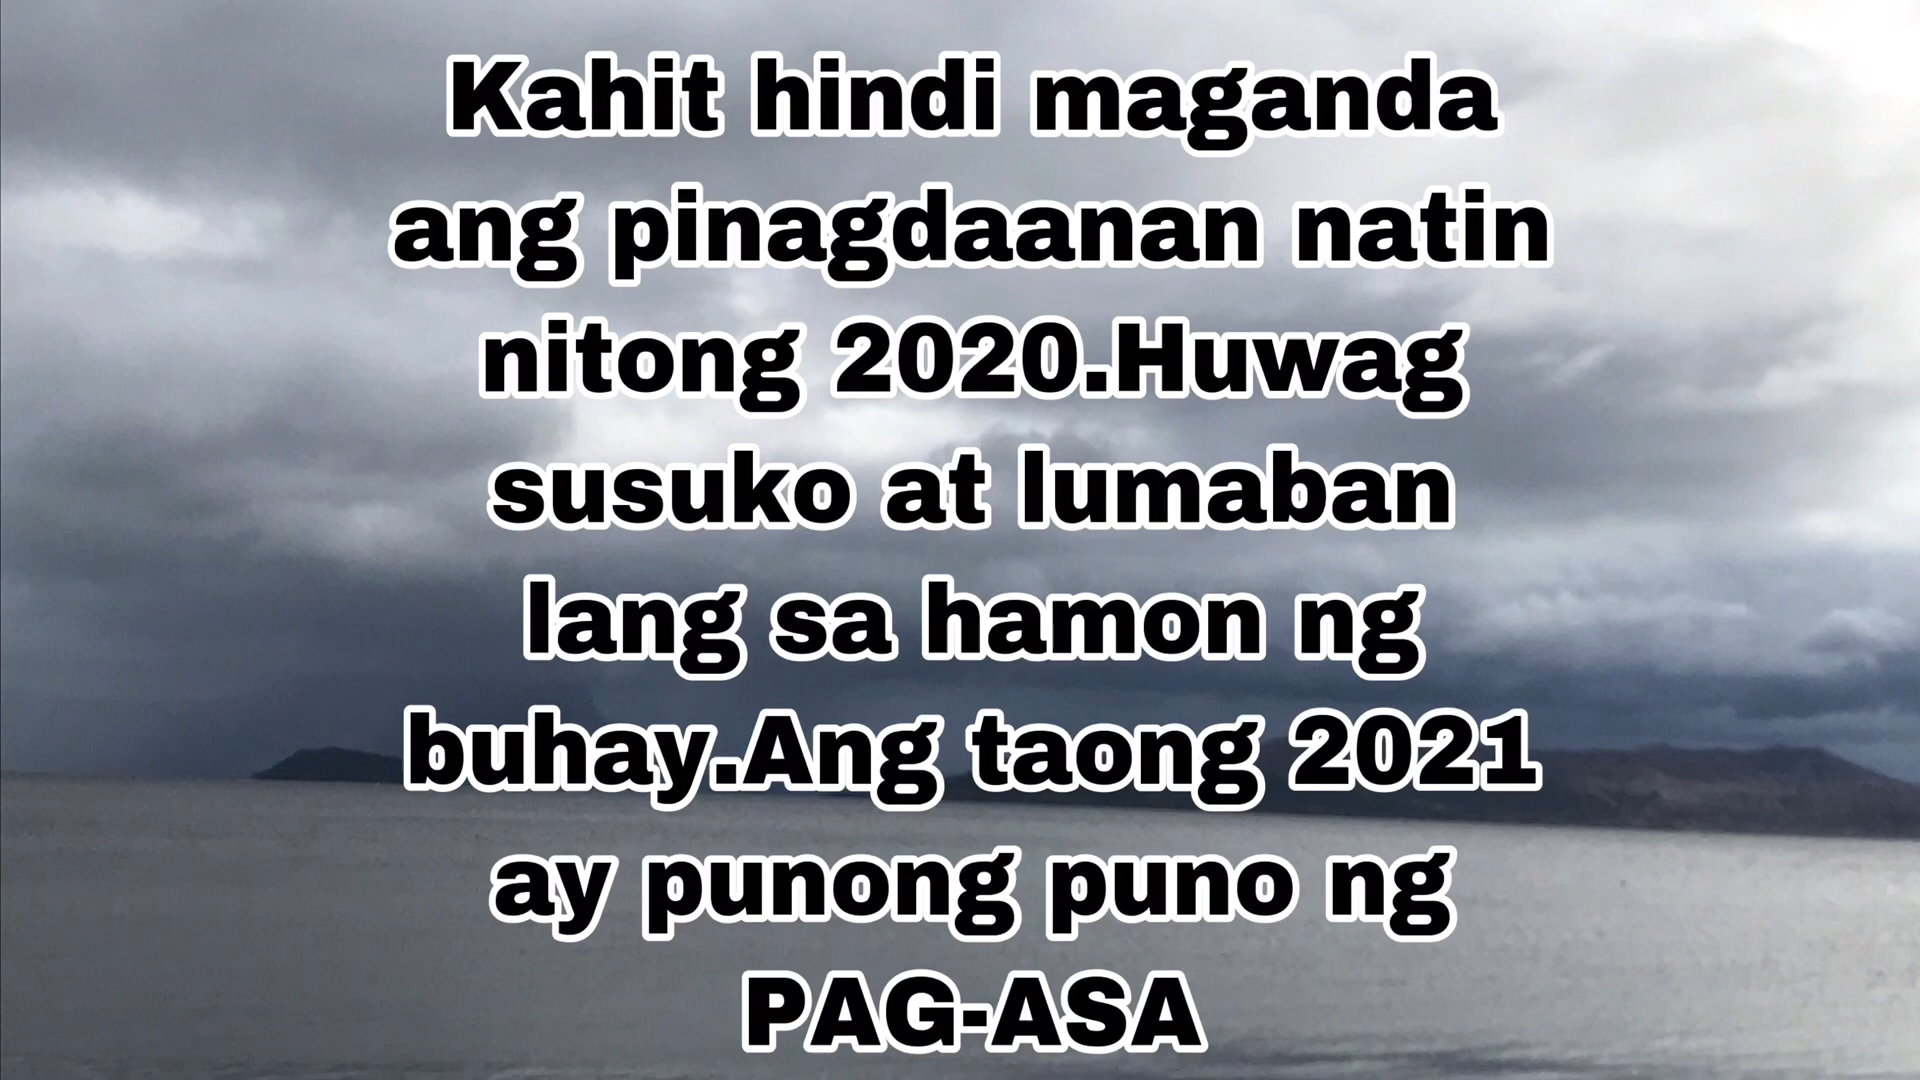 Kahit hindi maganda
ang pinagdaanan natin
nitong 2020.Huwag
susuko at lumaban
lang sa hamon ng
buhay.Ang taong 2021
ay punong puno ng
PAG-ASA